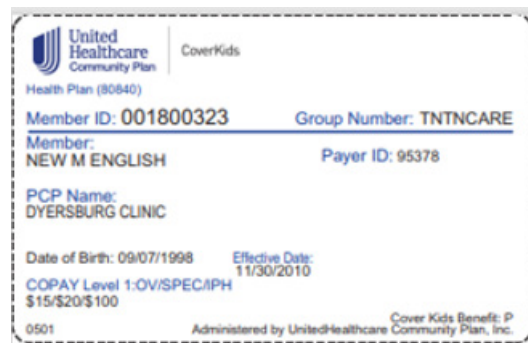 United
Healthcare
Community Plan
CoverKids
Health Plan (80840)
Member ID: 001800323 Group Number: TNTNCARE
Member:
NEW M ENGLISH
Payer ID: 95378
PCP Name:
DYERSBURG CLINIC
Date of Birth: 09/07/1998 Effective Date:
11/30/2010
COPAY Level 1:OV/SPEC/IPH
$15/$20/$100
Cover Kids Benefit: P
0501 Administered by UnitedHealthcare Community Plan, Inc.